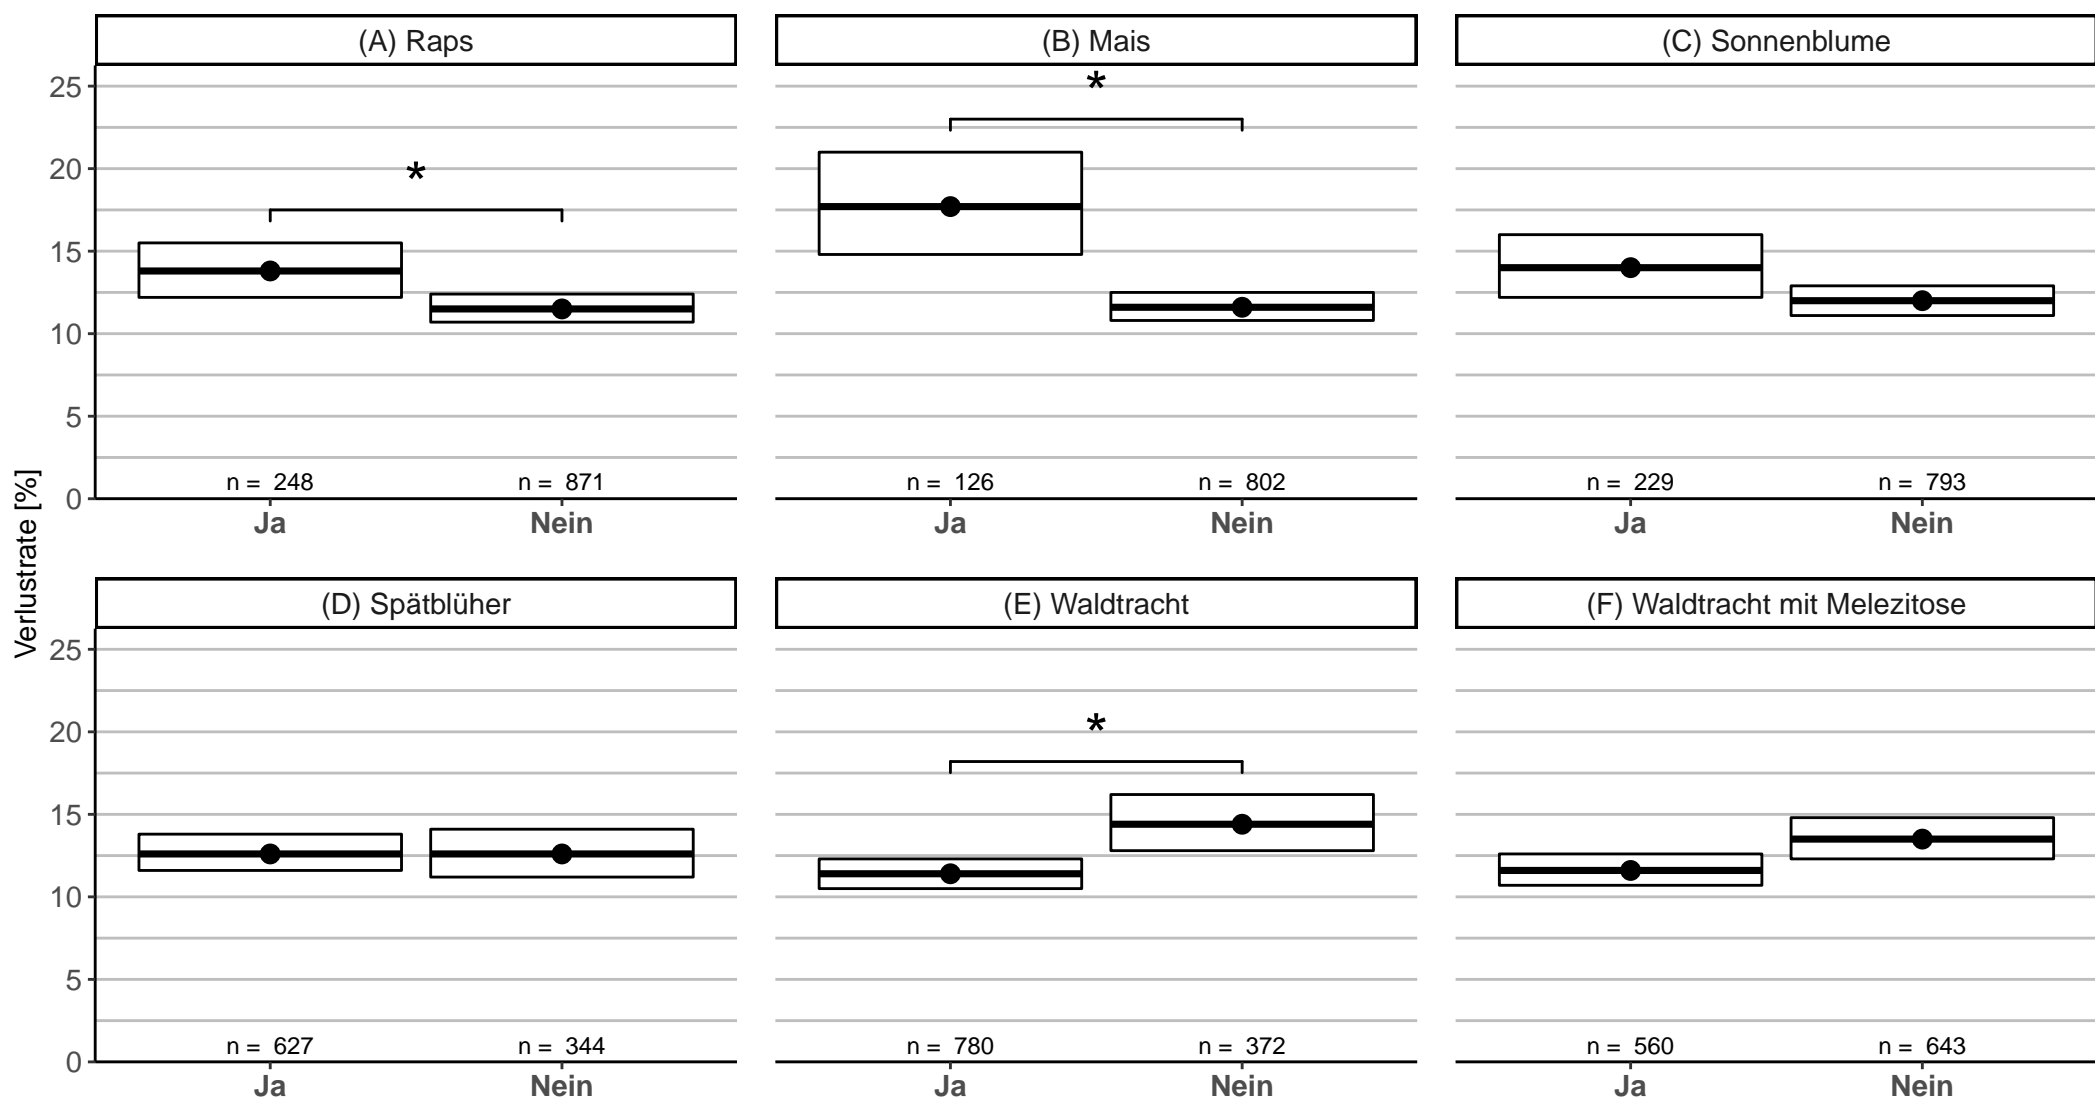 (A) Raps
(B) Mais
(C) Sonnenblume
Verlustrate [%]
25
20
15
10
5
0
*
*
n = 248
n = 871
n = 126
n = 802
n = 229
n = 793
Ja
Nein
Ja
Nein
Ja
Nein
(D) Spätblüher
(E) Waldtracht
(F) Waldtracht mit Melezitose
25
20
15
10
5
0
*
n = 627
n = 344
n = 780
n = 372
n = 560
n = 643
Ja
Nein
Ja
Nein
Ja
Nein